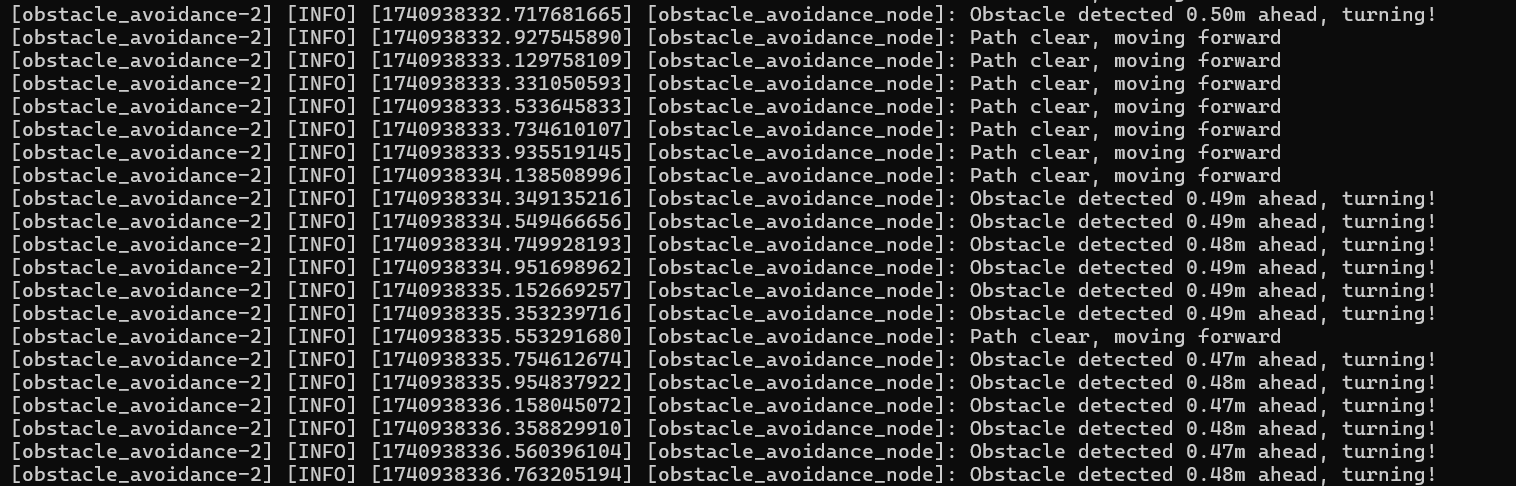 [obstacle_avoidance-2] [INFO] [1740938332.717681665] [obstacle_avoidance_node]: Obstacle detected 0.50m ahead, turning!
[obstacle_avoidance-2] [INFO] [1740938332.927545890] [obstacle_avoidance_node]: Path clear, moving forward
[obstacle_avoidance-2] [INFO] [1740938333.129758109] [obstacle_avoidance_node]: Path clear, moving forward
[obstacle_avoidance-2] [INFO] [1740938333.331050593] [obstacle_avoidance_node]: Path clear, moving forward
[obstacle_avoidance-2] [INFO] [1740938333.533645833] [obstacle_avoidance_node]: Path clear, moving forward
[obstacle_avoidance-2] [INFO] [1740938333.734610107] [obstacle_avoidance_node]: Path clear, moving forward
[obstacle_avoidance-2] [INFO] [1740938333.935519145] [obstacle_avoidance_node]: Path clear, moving forward
[obstacle_avoidance-2] [INFO] [1740938334.138508996] [obstacle_avoidance_node]: Path clear, moving forward
[obstacle_avoidance-2] [INFO] [1740938334.349135216] [obstacle_avoidance_node]: Obstacle detected 0.49m ahead, turning!
[obstacle_avoidance-2] [INFO] [1740938334.549466656] [obstacle_avoidance_node]: Obstacle detected 0.49m ahead, turning!
[obstacle_avoidance-2] [INFO] [1740938334.749928193] [obstacle_avoidance_node]: Obstacle detected 0.48m ahead, turning!
[obstacle_avoidance-2] [INFO] [1740938334.951698962] [obstacle_avoidance_node]: Obstacle detected 0.49m ahead, turning!
[obstacle_avoidance-2] [INFO] [1740938335.152669257] [obstacle_avoidance_node]: Obstacle detected 0.49m ahead, turning!
[obstacle_avoidance-2] [INFO] [1740938335.353239716] [obstacle_avoidance_node]: Obstacle detected 0.49m ahead, turning!
[obstacle_avoidance-2] [INFO] [1740938335.553291680] [obstacle_avoidance_node]: Path clear, moving forward
[obstacle_avoidance-2] [INFO] [1740938335.754612674] [obstacle_avoidance_node]: Obstacle detected 0.47m ahead, turning!
[obstacle_avoidance-2] [INFO] [1740938335.954837922] [obstacle_avoidance_node]: Obstacle detected 0.48m ahead, turning!
[obstacle_avoidance-2] [INFO] [1740938336.158045072] [obstacle_avoidance_node]: Obstacle detected 0.47m ahead, turning!
[obstacle_avoidance-2] [INFO] [1740938336.358829910] [obstacle_avoidance_node]: Obstacle detected 0.48m ahead, turning!
[obstacle_avoidance-2] [INFO] [1740938336.560396104] [obstacle_avoidance_node]: Obstacle detected 0.47m ahead, turning!
[obstacle_avoidance-2] [INFO] [1740938336.763205194] [obstacle_avoidance_node]: Obstacle detected 0.48m ahead, turning!